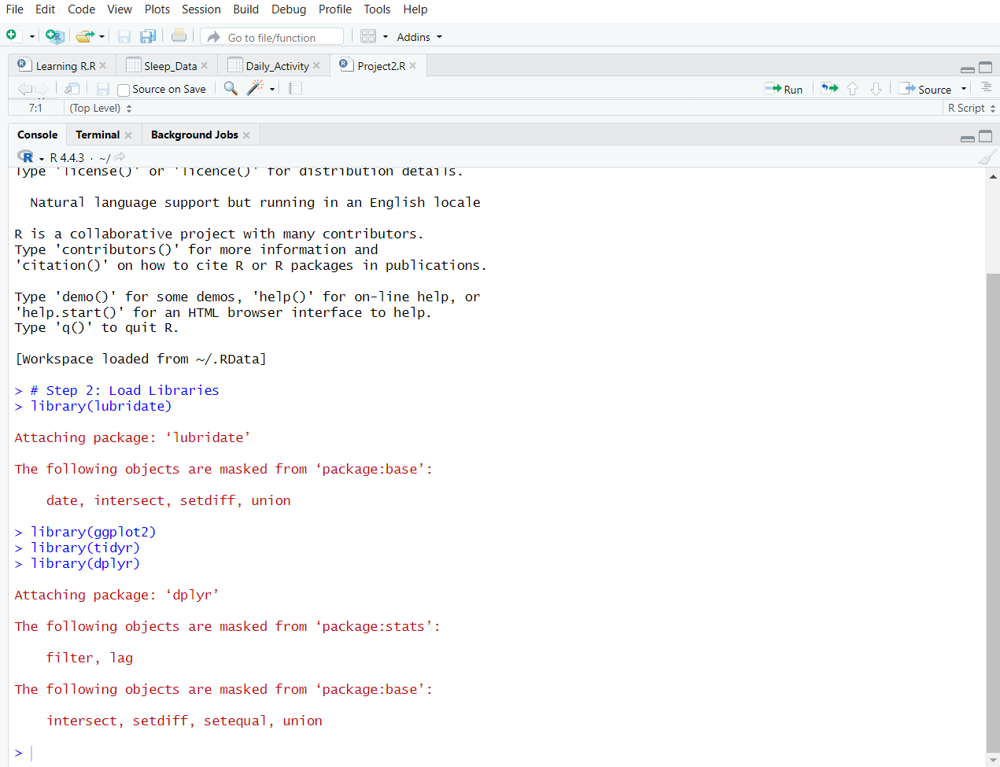 File Edit Code View Plots Session Build Debug Profile Tools Help
Go to file/function Addins
Learning R.R Sleep_Data Daily_Activity Project2.R
Source on Save Run Source
7:1 (Top Level) R Script
Console Terminal Background Jobs
R 4.4.3 · ~/
Type 'license()' or 'licence()' for distribution details.
Natural language support but running in an English locale
R is a collaborative project with many contributors.
Type 'contributors()' for more information and
'citation()' on how to cite R or R packages in publications.
Type 'demo()' for some demos, 'help()' for on-line help, or
'help.start()' for an HTML browser interface to help.
Type 'q()' to quit R.
[Workspace loaded from ~/.RData]
> # Step 2: Load Libraries
> library(lubridate)
Attaching package: ‘lubridate’
The following objects are masked from ‘package:base’:
date, intersect, setdiff, union
> library(ggplot2)
> library(tidyr)
> library(dplyr)
Attaching package: ‘dplyr’
The following objects are masked from ‘package:stats’:
filter, lag
The following objects are masked from ‘package:base’:
intersect, setdiff, setequal, union
>